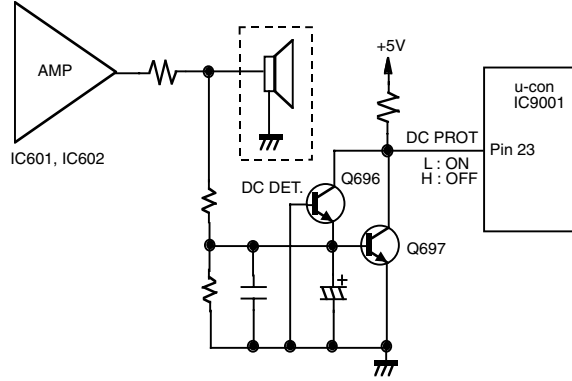 +5V
AMP
u-con
IC9001
DC PROT
Pin 23
L : ON
H : OFF
IC601, IC602
DC DET.
Q696
Q697
+